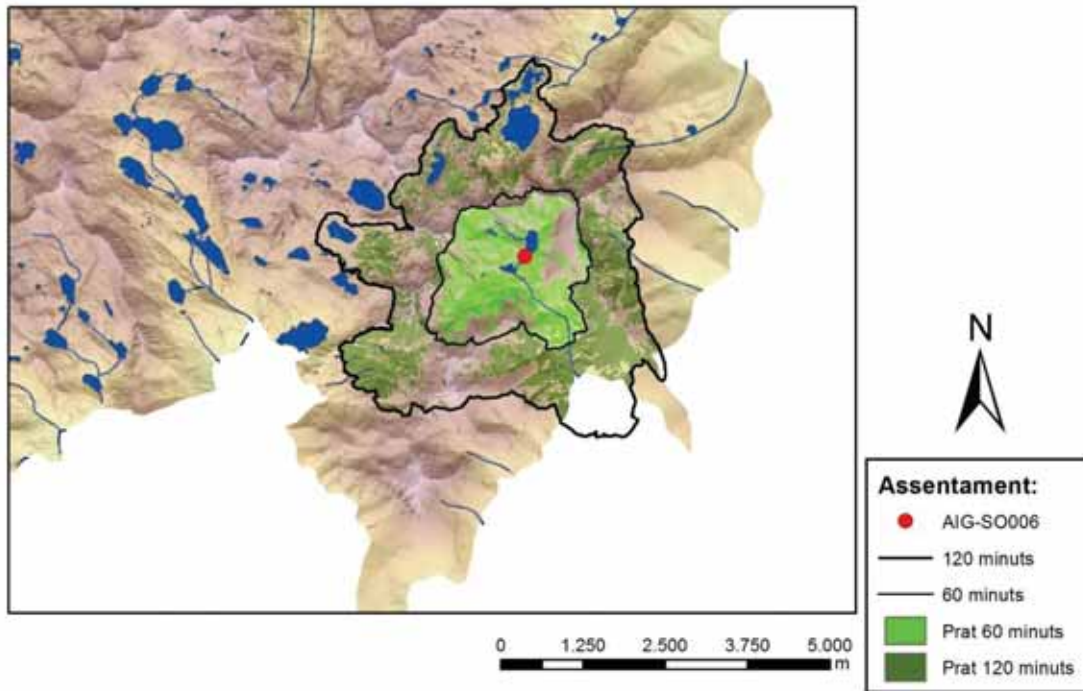 N
Assentament:
AIG-SO006
120 minuts
60 minuts
Prat 60 minuts
Prat 120 minuts
0 1.250 2.500 3.750 5.000
m